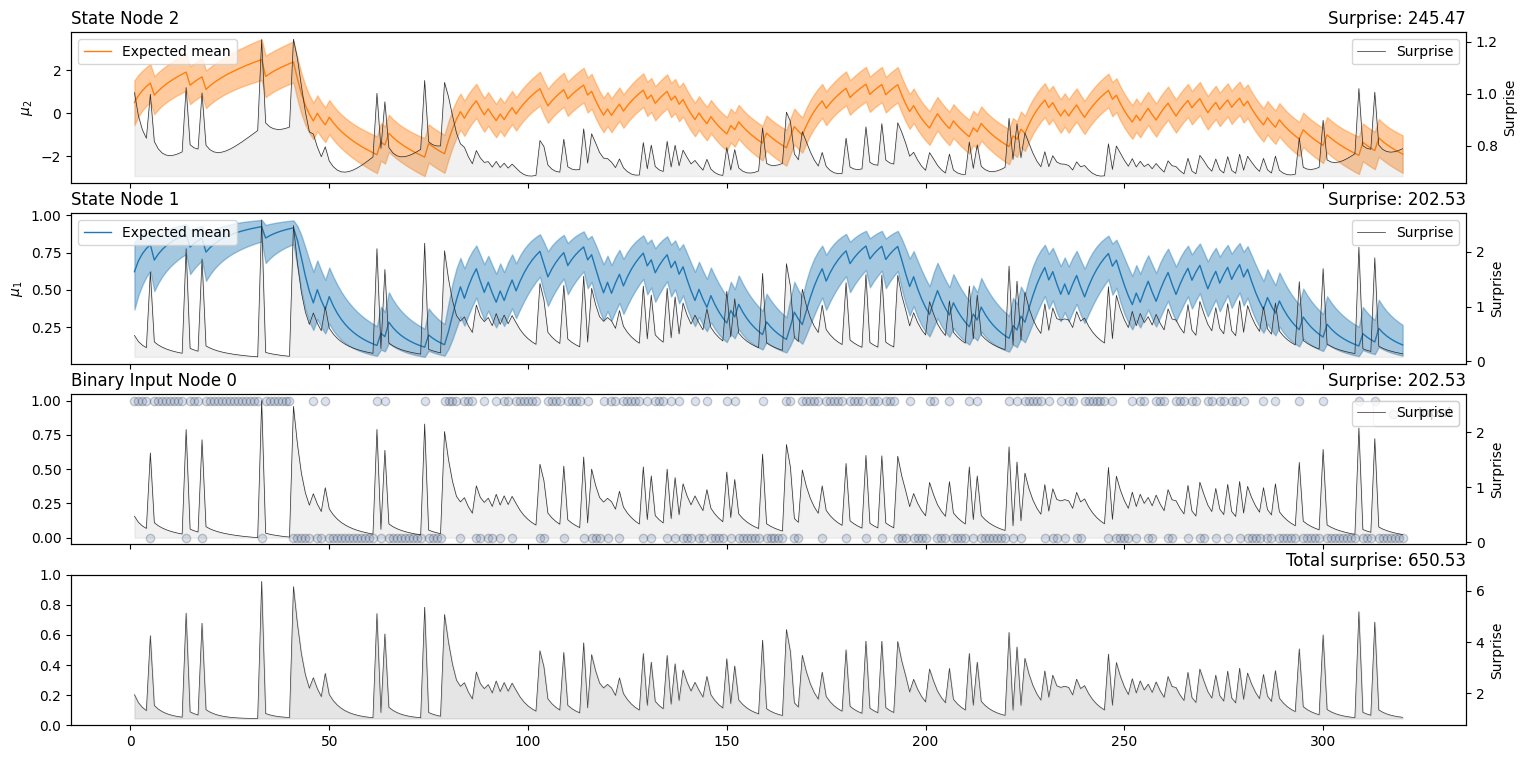 State Node 2
Surprise: 245.47
Expected mean
Surprise
2
0
−2
μ2
1.2
1.0
0.8
Surprise
State Node 1
Surprise: 202.53
Expected mean
Surprise
1.00
0.75
0.50
0.25
μ1
2
1
0
Surprise
Binary Input Node 0
Surprise: 202.53
Surprise
1.00
0.75
0.50
0.25
0.00
2
1
0
Surprise
Total surprise: 650.53
1.0
0.8
0.6
0.4
0.2
0.0
6
4
2
Surprise
0 50 100 150 200 250 300